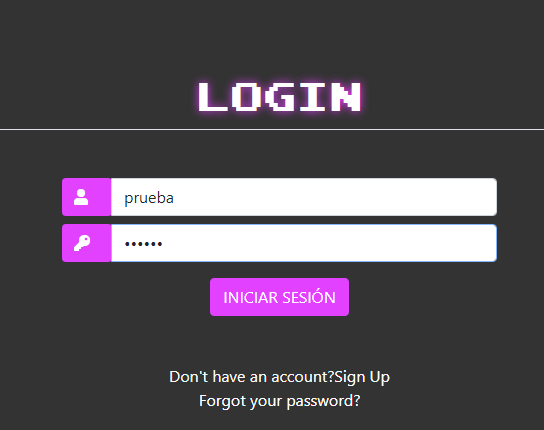 LOGIN
prueba
••••••
INICIAR SESIÓN
Don't have an account?Sign Up
Forgot your password?